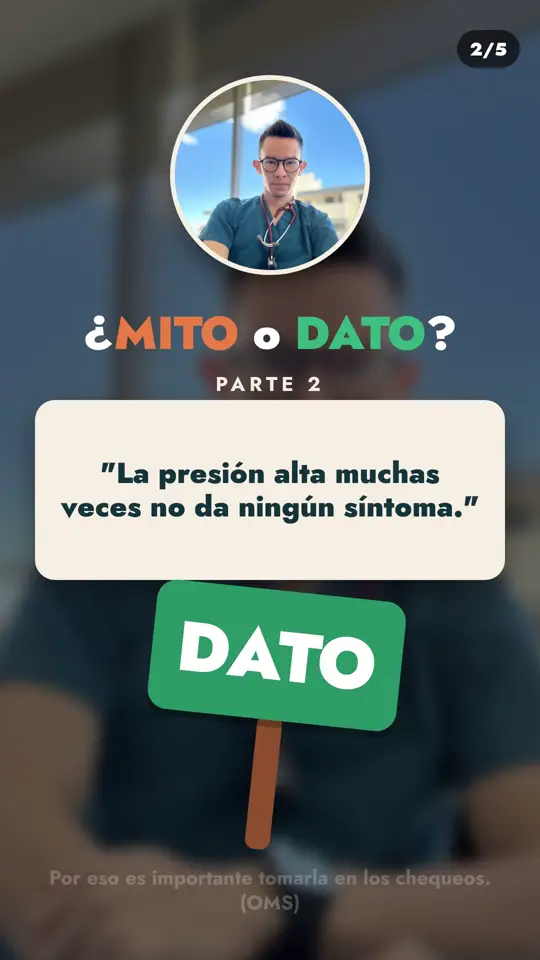 2/5
¿MITO o DATO?
PARTE 2
"La presión alta muchas
veces no da ningún síntoma."
DATO
Por eso es importante tomarla en los chequeos.
(OMS)